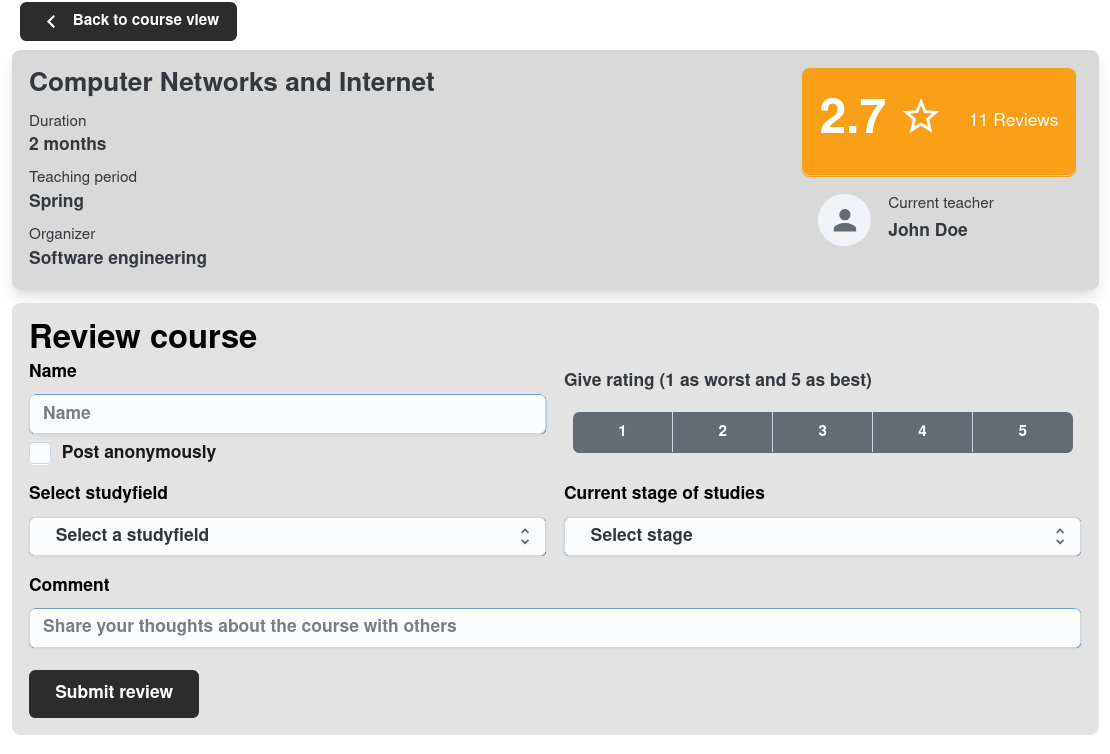 Back to course view
Computer Networks and Internet
Duration
2 months
Teaching period
Spring
Organizer
Software engineering
2.7
11 Reviews
Current teacher
John Doe
Review course
Name
Name
Post anonymously
Give rating (1 as worst and 5 as best)
1 2 3 4 5
Select studyfield
Select a studyfield
Current stage of studies
Select stage
Comment
Share your thoughts about the course with others
Submit review